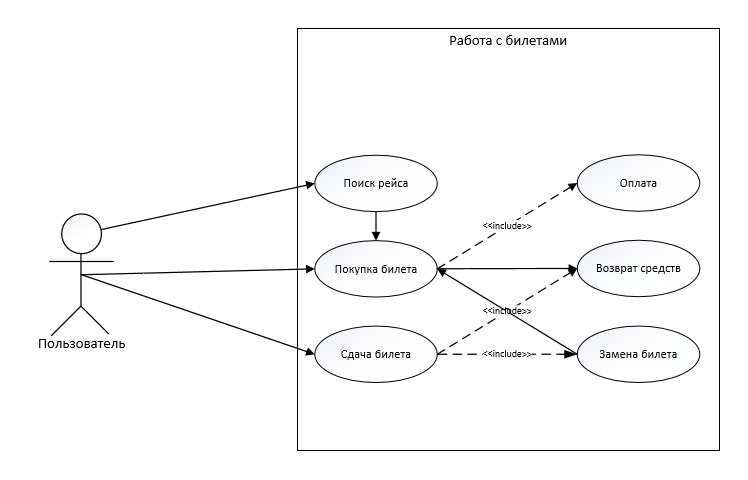 Работа с билетами
Поиск рейса
Оплата
<<include>>
Покупка билета
Возврат средств
<<include>>
Пользователь
Сдача билета
<<include>>
Замена билета